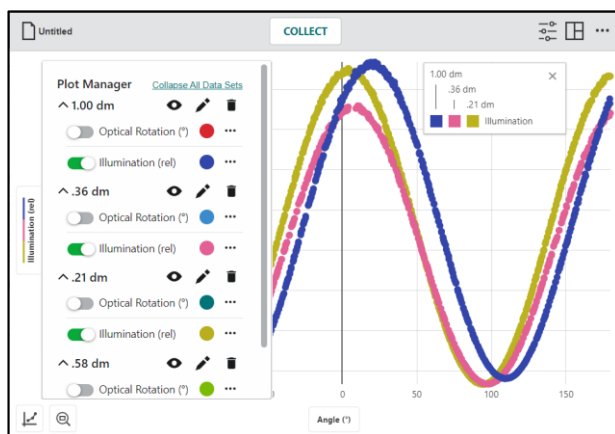 Untitled
COLLECT
Plot Manager
Collapse All Data Sets
1.00 dm
Optical Rotation (°)
Illumination (rel)
.36 dm
Optical Rotation (°)
Illumination (rel)
.21 dm
Optical Rotation (°)
Illumination (rel)
.58 dm
Optical Rotation (°)
Illumination (rel)
1.00 dm
.36 dm
.21 dm
Illumination
0
50
100
150
Angle (°)